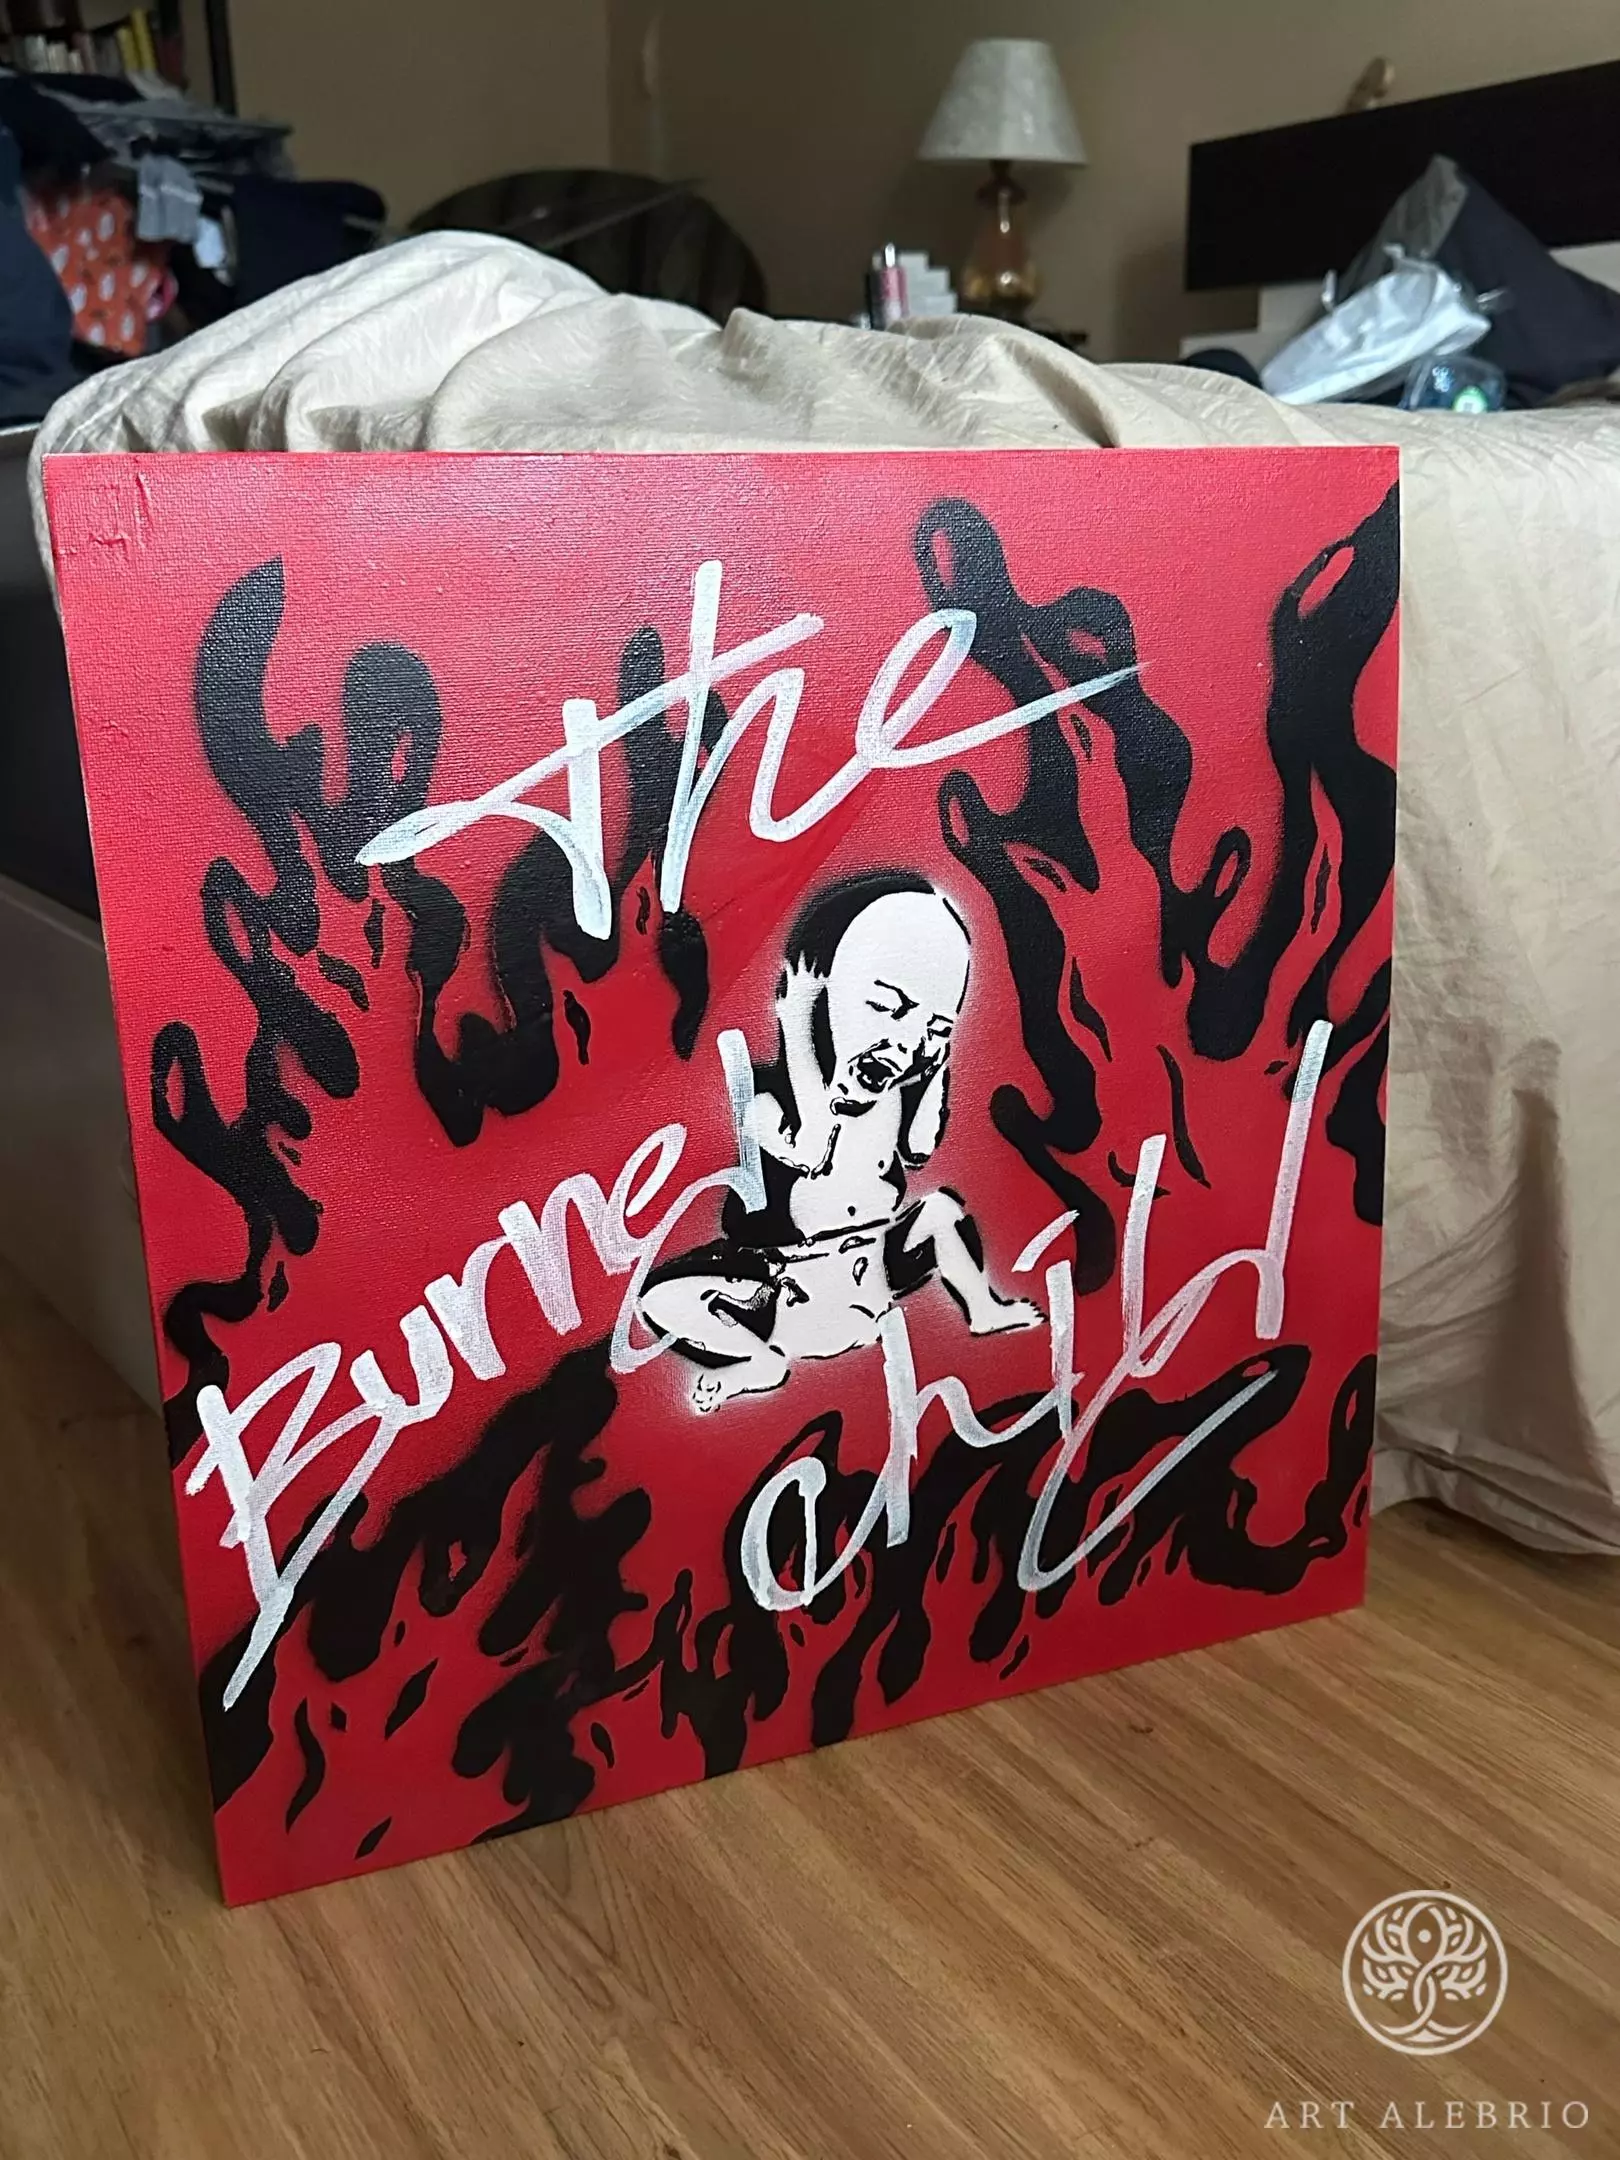 the
Burned
child
ART ALEBRIO